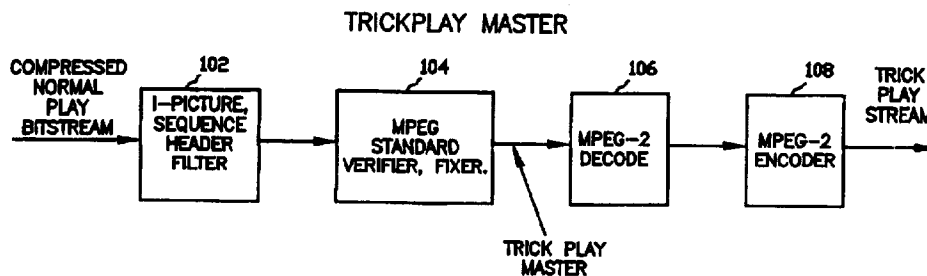 TRICKPLAY MASTER
COMPRESSED
NORMAL
PLAY
BITSTREAM
102
I-PICTURE,
SEQUENCE
HEADER
FILTER
104
MPEG
STANDARD
VERIFIER, FIXER.
TRICK PLAY
MASTER
106
MPEG-2
DECODE
108
MPEG-2
ENCODER
TRICK
PLAY
STREAM